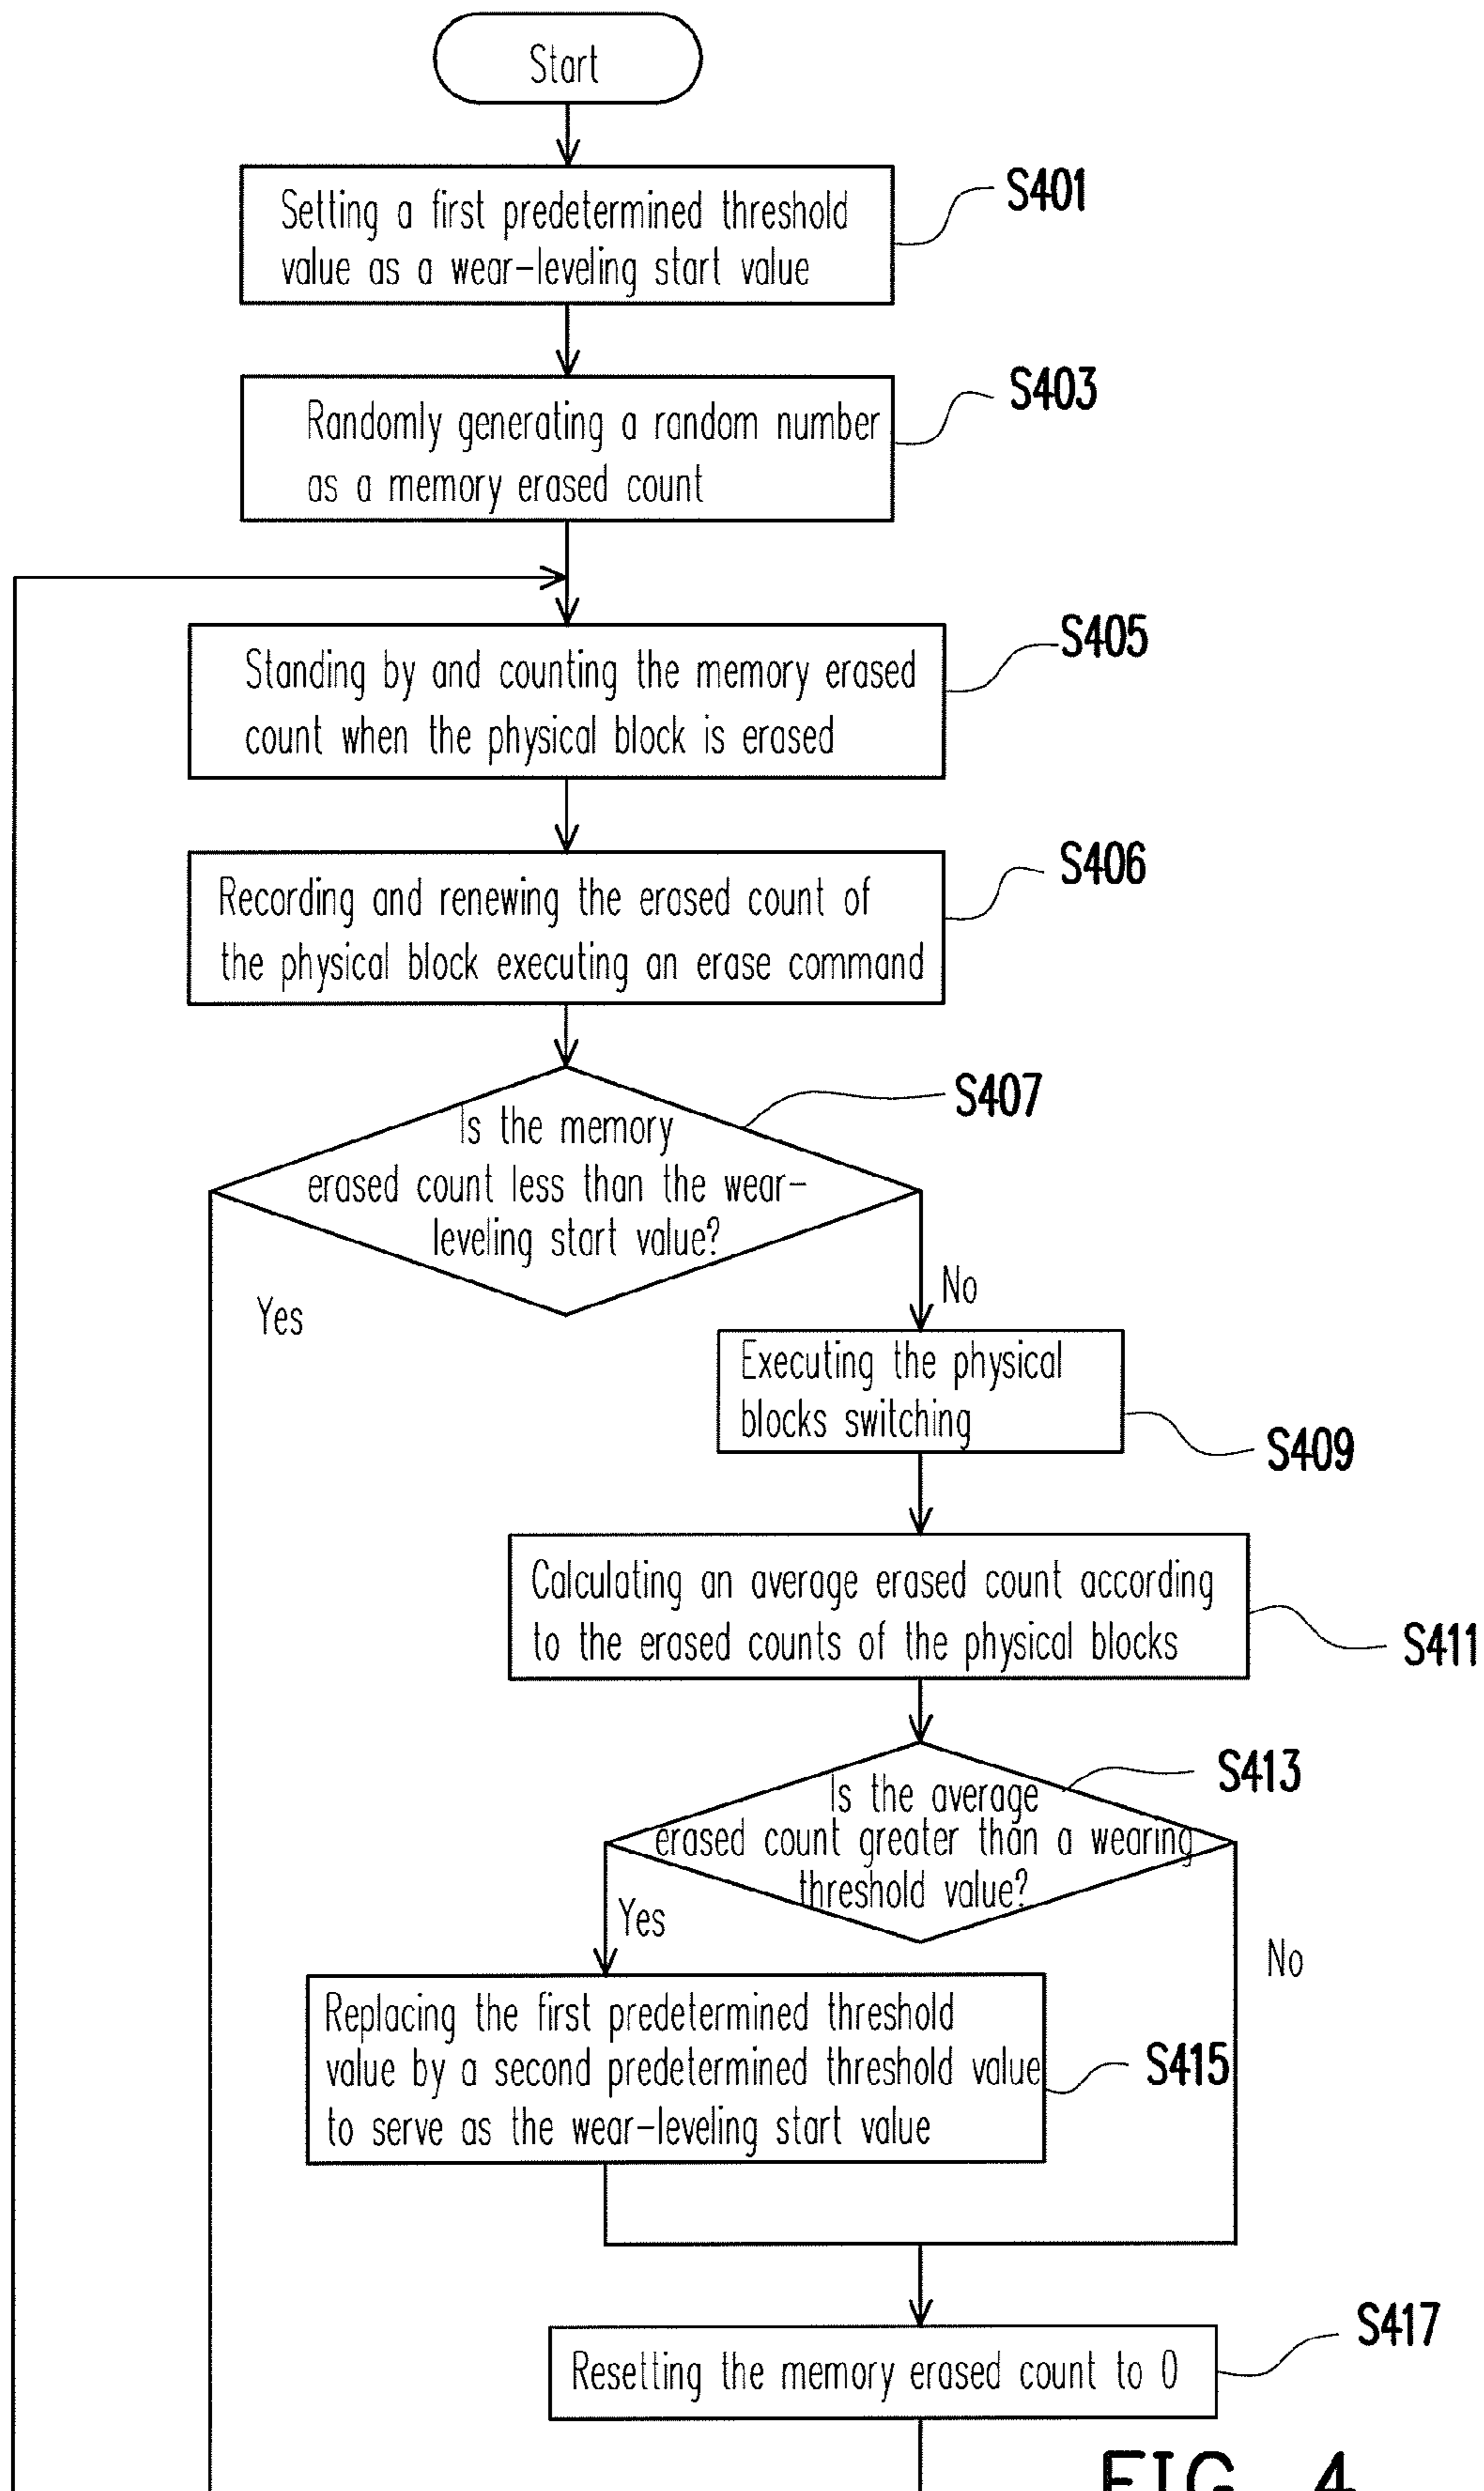 Start
Setting a first predetermined threshold
value as a wear-leveling start value
S401
Randomly generating a random number
as a memory erased count
S403
Standing by and counting the memory erased
count when the physical block is erased
S405
Recording and renewing the erased count of
the physical block executing an erase command
S406
Is the memory
erased count less than the wear-
leveling start value?
S407
Yes
No
Executing the physical
blocks switching
S409
Calculating an average erased count according
to the erased counts of the physical blocks
S411
Is the average
erased count greater than a wearing
threshold value?
S413
Yes
No
Replacing the first predetermined threshold
value by a second predetermined threshold value
to serve as the wear-leveling start value
S415
Resetting the memory erased count to 0
S417
FIG. 4